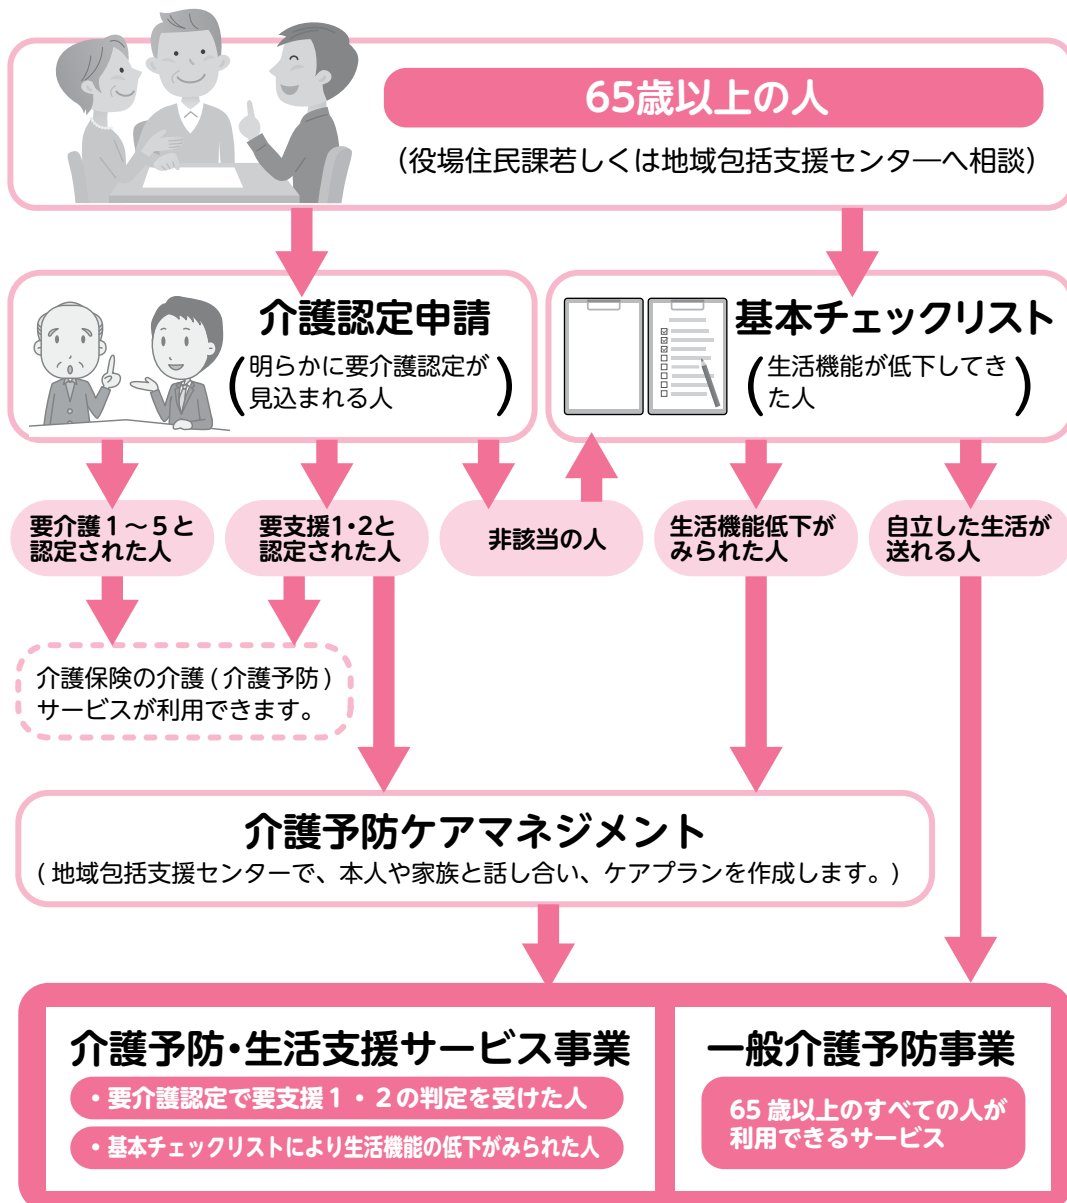 65歳以上の人
（役場住民課若しくは地域包括支援センタ―へ相談）
介護認定申請
（明らかに要介護認定が
見込まれる人）
基本チェックリスト
（生活機能が低下してき
た人）
要介護１～５と
認定された人
要支援1･2と
認定された人
非該当の人
生活機能低下が
みられた人
自立した生活が
送れる人
介護保険の介護 ( 介護予防 )
サービスが利用できます。
介護予防ケアマネジメント
( 地域包括支援センターで、本人や家族と話し合い、ケアプランを作成します。)
介護予防･生活支援サービス事業
・要介護認定で要支援１・２の判定を受けた人
・基本チェックリストにより生活機能の低下がみられた人
一般介護予防事業
65 歳以上のすべての人が
利用できるサービス